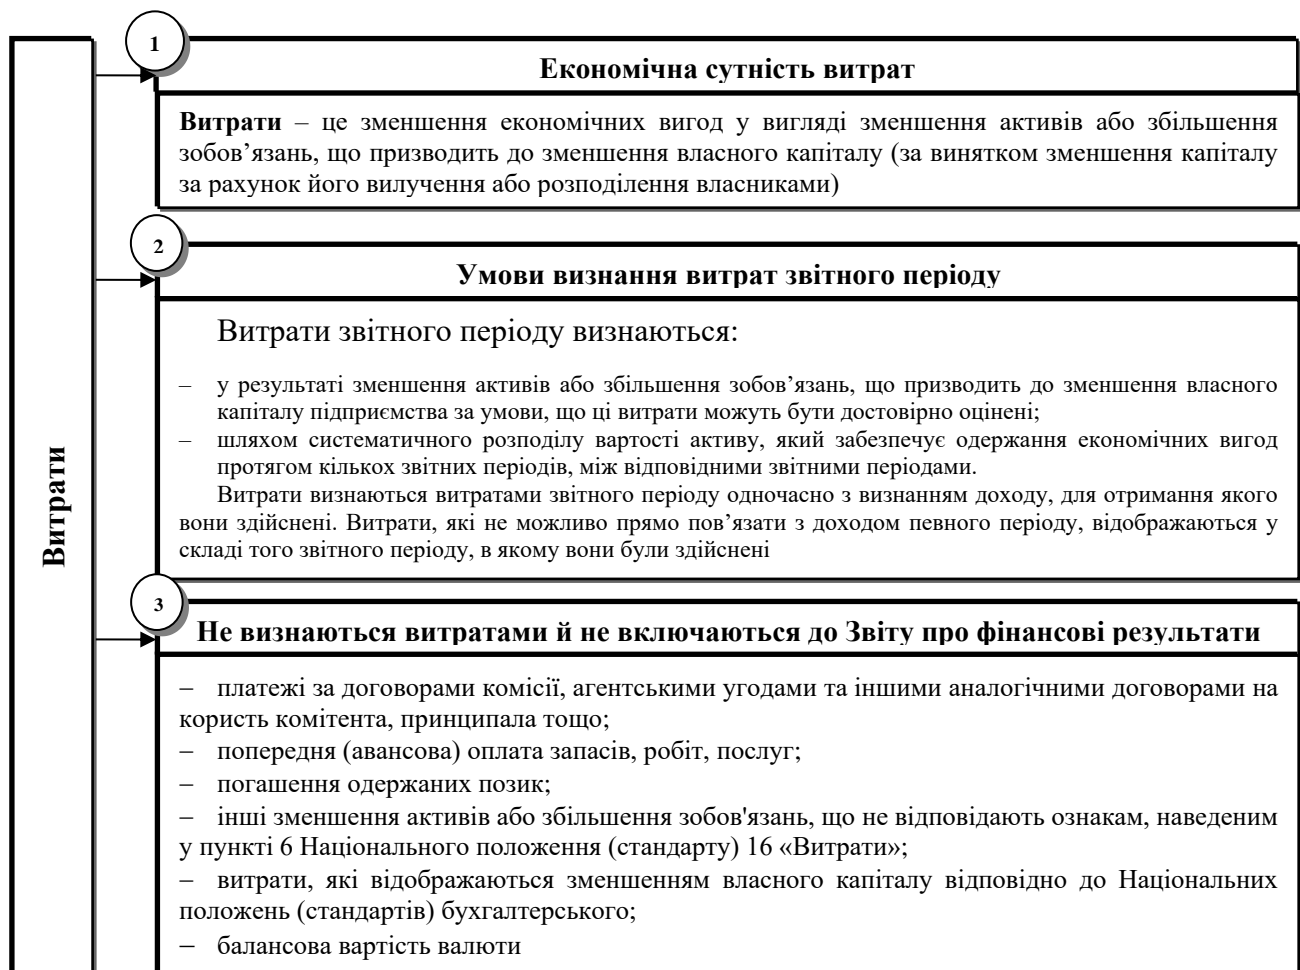 Витрати
1
Економічна сутність витрат
Витрати – це зменшення економічних вигод у вигляді зменшення активів або збільшення
зобов’язань, що призводить до зменшення власного капіталу (за винятком зменшення капіталу
за рахунок його вилучення або розподілення власниками)
2
Умови визнання витрат звітного періоду
Витрати звітного періоду визнаються:
– у результаті зменшення активів або збільшення зобов’язань, що призводить до зменшення власного
капіталу підприємства за умови, що ці витрати можуть бути достовірно оцінені;
– шляхом систематичного розподілу вартості активу, який забезпечує одержання економічних вигод
протягом кількох звітних періодів, між відповідними звітними періодами.
Витрати визнаються витратами звітного періоду одночасно з визнанням доходу, для отримання якого
вони здійснені. Витрати, які не можливо прямо пов’язати з доходом певного періоду, відображаються у
складі того звітного періоду, в якому вони були здійснені
3
Не визнаються витратами й не включаються до Звіту про фінансові результати
– платежі за договорами комісії, агентськими угодами та іншими аналогічними договорами на
користь комітента, принципала тощо;
– попередня (авансова) оплата запасів, робіт, послуг;
– погашення одержаних позик;
– інші зменшення активів або збільшення зобов'язань, що не відповідають ознакам, наведеним
у пункті 6 Національного положення (стандарту) 16 «Витрати»;
– витрати, які відображаються зменшенням власного капіталу відповідно до Національних
положень (стандартів) бухгалтерського;
– балансова вартість валюти